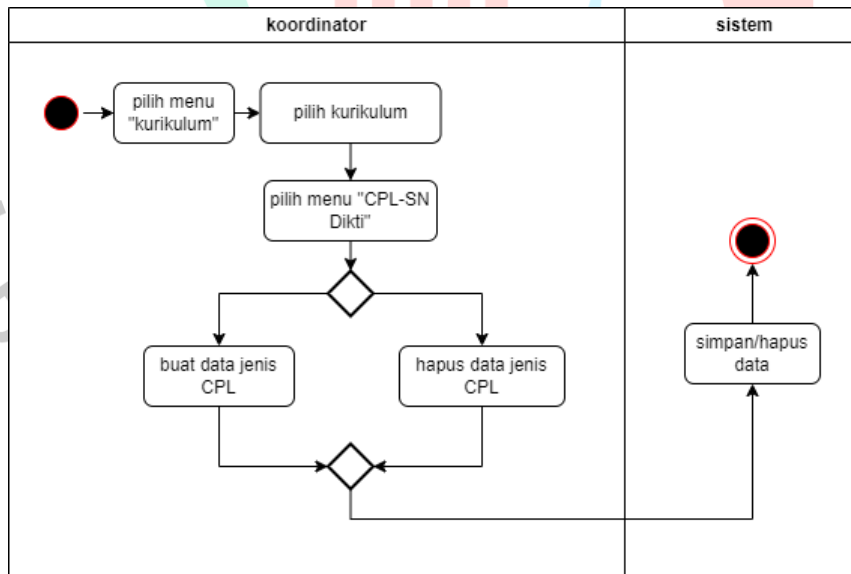 koordinator
sistem
pilih menu
"kurikulum"
pilih kurikulum
pilih menu "CPL-SN
Dikti"
buat data jenis
CPL
hapus data jenis
CPL
simpan/hapus
data